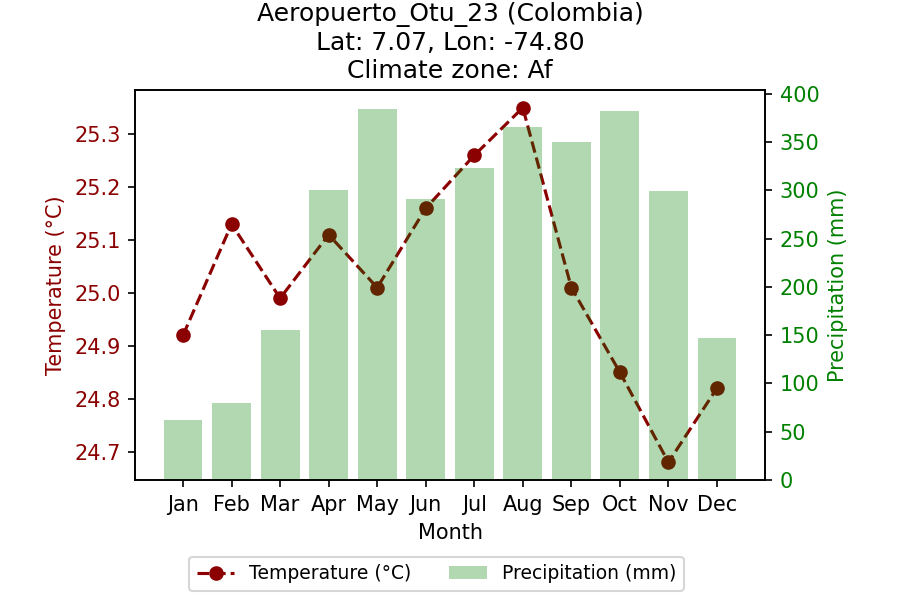 Aeropuerto_Otu_23 (Colombia)
Lat: 7.07, Lon: -74.80
Climate zone: Af
Temperature (°C)
25.3
25.2
25.1
25.0
24.9
24.8
24.7
400
350
300
250
200
150
100
50
0
Precipitation (mm)
Jan Feb Mar Apr May Jun Jul Aug Sep Oct Nov Dec
Month
Temperature (°C) Precipitation (mm)